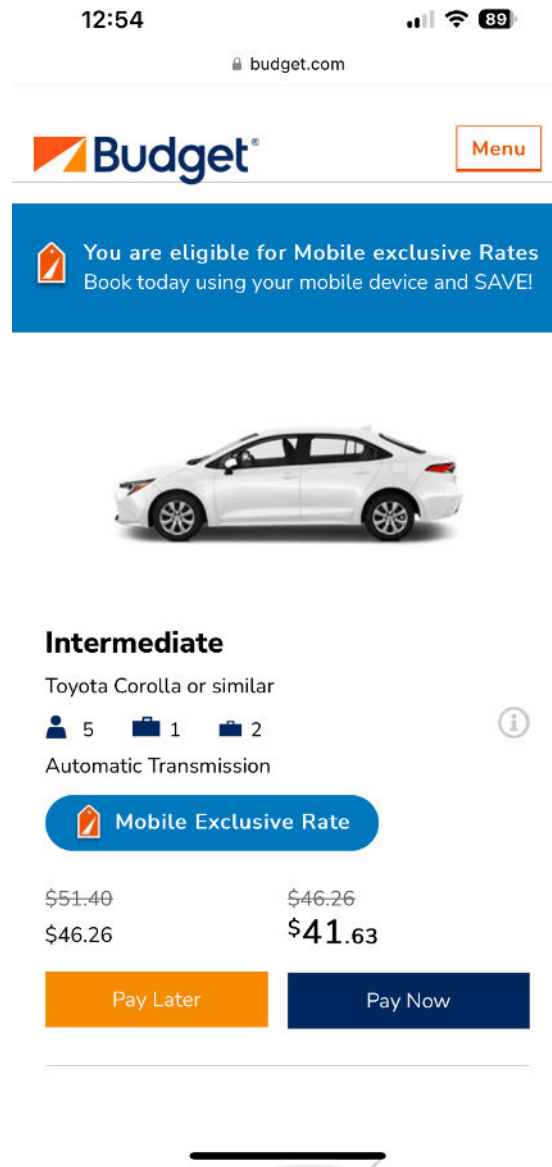 12:54
89
budget.com
Budget®
Menu
You are eligible for Mobile exclusive Rates
Book today using your mobile device and SAVE!
Intermediate
Toyota Corolla or similar
5 1 2
Automatic Transmission
Mobile Exclusive Rate
$51.40 $46.26
$46.26 $41.63
Pay Later Pay Now